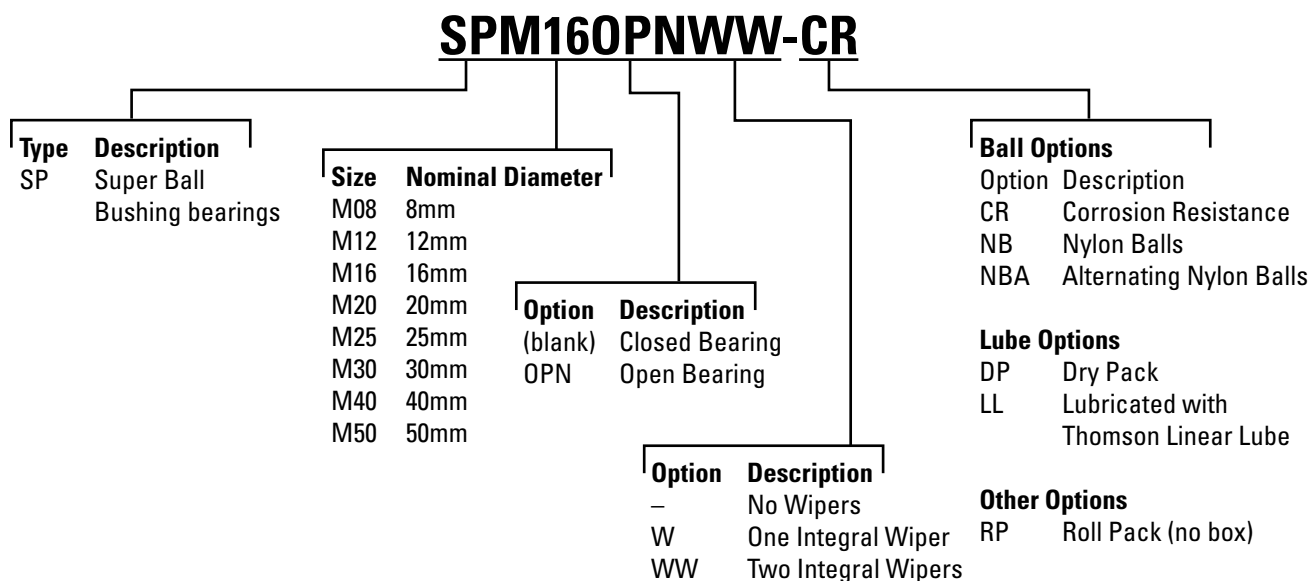 SPM16OPNWW-CR
Type Description
SP Super Ball
Bushing bearings
Size Nominal Diameter
M08 8mm
M12 12mm
M16 16mm
M20 20mm
M25 25mm
M30 30mm
M40 40mm
M50 50mm
Option Description
(blank) Closed Bearing
OPN Open Bearing
Option Description
– No Wipers
W One Integral Wiper
WW Two Integral Wipers
Ball Options
Option Description
CR Corrosion Resistance
NB Nylon Balls
NBA Alternating Nylon Balls
Lube Options
DP Dry Pack
LL Lubricated with
Thomson Linear Lube
Other Options
RP Roll Pack (no box)